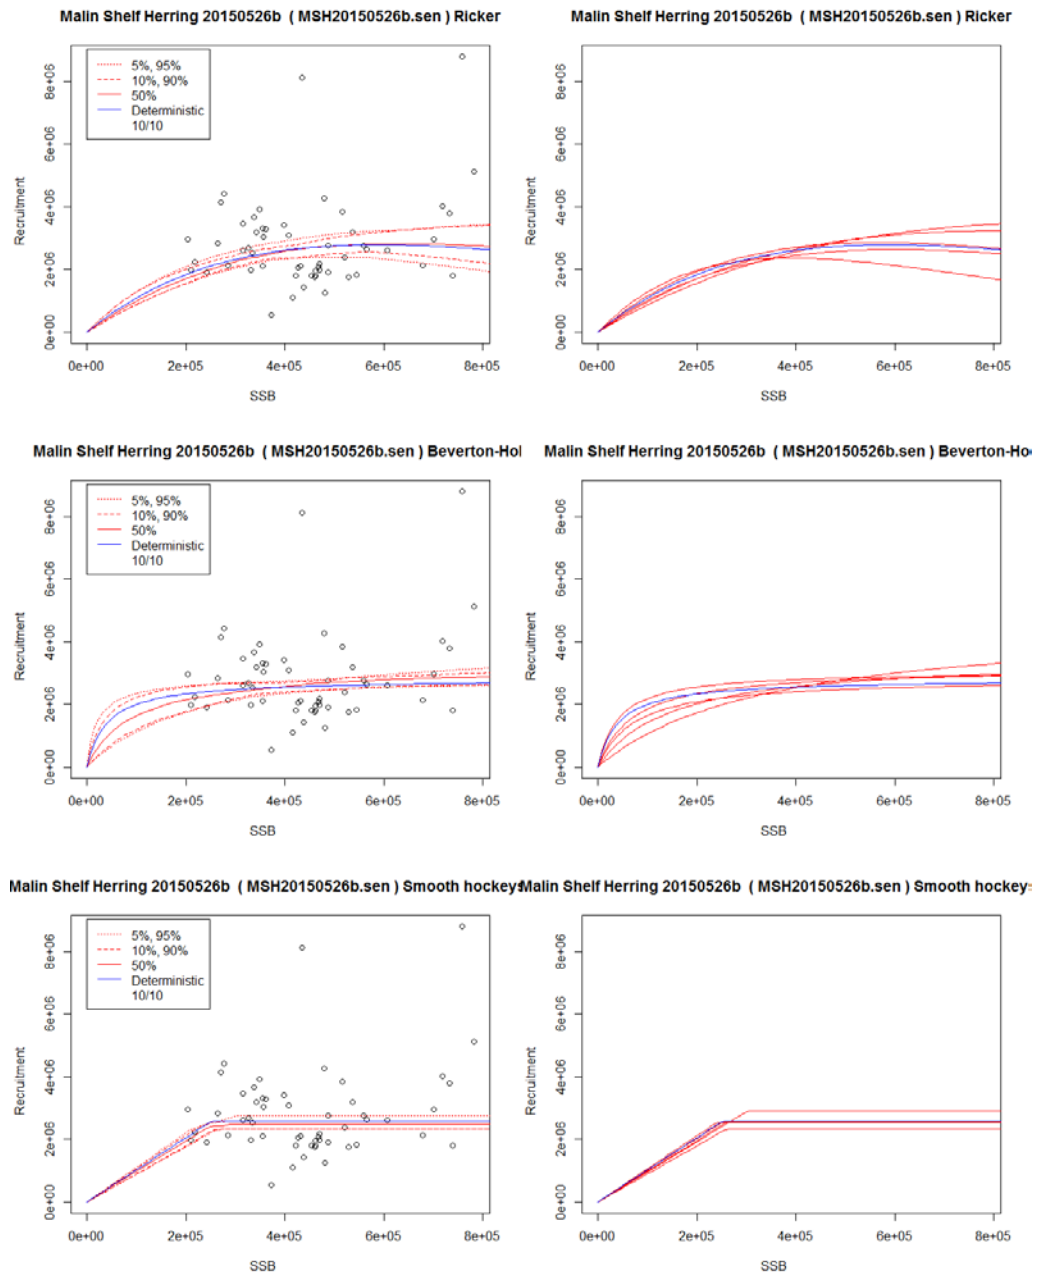 Malin Shelf Herring 20150526b ( MSH20150526b.sen ) Ricker
Malin Shelf Herring 20150526b ( MSH20150526b.sen ) Ricker
5%, 95%
10%, 90%
50%
Deterministic
10/10
Recruitment
0e+00 2e+06 4e+06 6e+06 8e+06
0e+00 2e+05 4e+05 6e+05 8e+05
SSB
Recruitment
0e+00 2e+06 4e+06 6e+06 8e+06
0e+00 2e+05 4e+05 6e+05 8e+05
SSB
Malin Shelf Herring 20150526b ( MSH20150526b.sen ) Beverton-Hol
Malin Shelf Herring 20150526b ( MSH20150526b.sen ) Beverton-Ho
5%, 95%
10%, 90%
50%
Deterministic
10/10
Recruitment
0e+00 2e+06 4e+06 6e+06 8e+06
0e+00 2e+05 4e+05 6e+05 8e+05
SSB
Recruitment
0e+00 2e+06 4e+06 6e+06 8e+06
0e+00 2e+05 4e+05 6e+05 8e+05
SSB
Malin Shelf Herring 20150526b ( MSH20150526b.sen ) Smooth hockeys
Malin Shelf Herring 20150526b ( MSH20150526b.sen ) Smooth hockeys
5%, 95%
10%, 90%
50%
Deterministic
10/10
Recruitment
0e+00 2e+06 4e+06 6e+06 8e+06
0e+00 2e+05 4e+05 6e+05 8e+05
SSB
Recruitment
0e+00 2e+06 4e+06 6e+06 8e+06
0e+00 2e+05 4e+05 6e+05 8e+05
SSB